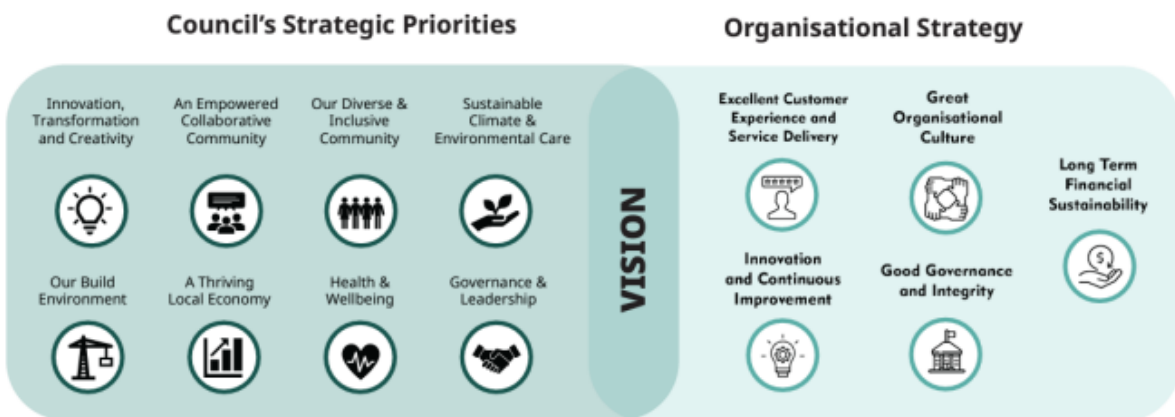 Council's Strategic Priorities
Innovation,
Transformation
and Creativity
An Empowered
Collaborative
Community
Our Diverse &
Inclusive
Community
Sustainable
Climate &
Environmental Care
Our Build
Environment
A Thriving
Local Economy
Health &
Wellbeing
Governance &
Leadership
VISION
Organisational Strategy
Excellent Customer
Experience and
Service Delivery
Great
Organisational
Culture
Long Term
Financial
Sustainability
$
Innovation
and Continuous
Improvement
Good Governance
and Integrity